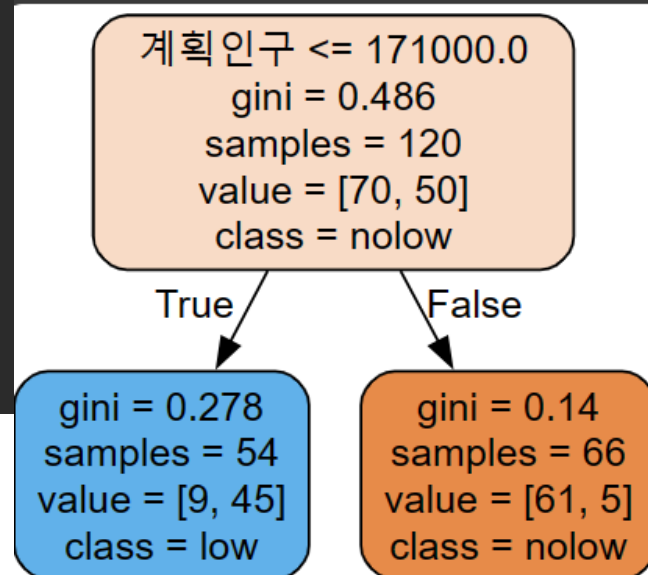 계획인구 <= 171000.0
gini = 0.486
samples = 120
value = [70, 50]
class = nolow
True
False
gini = 0.278
samples = 54
value = [9, 45]
class = low
gini = 0.14
samples = 66
value = [61, 5]
class = nolow